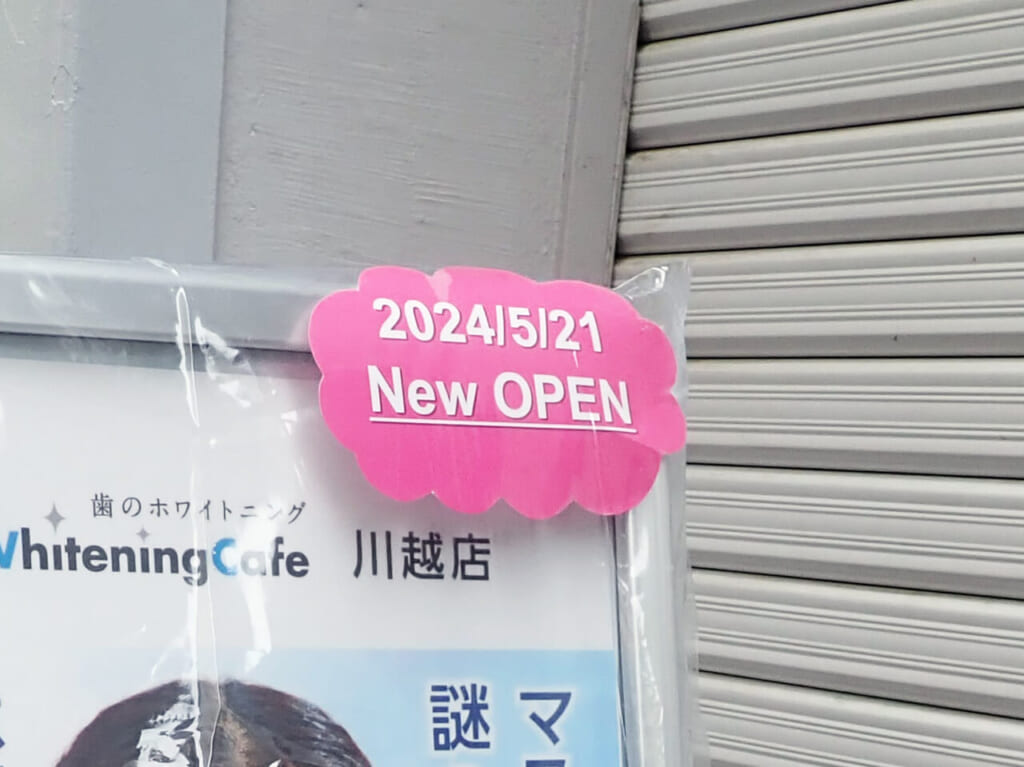 2024/5/21
New OPEN
歯のホワイトニング
WhiteningCafe 川越店
謎
マ